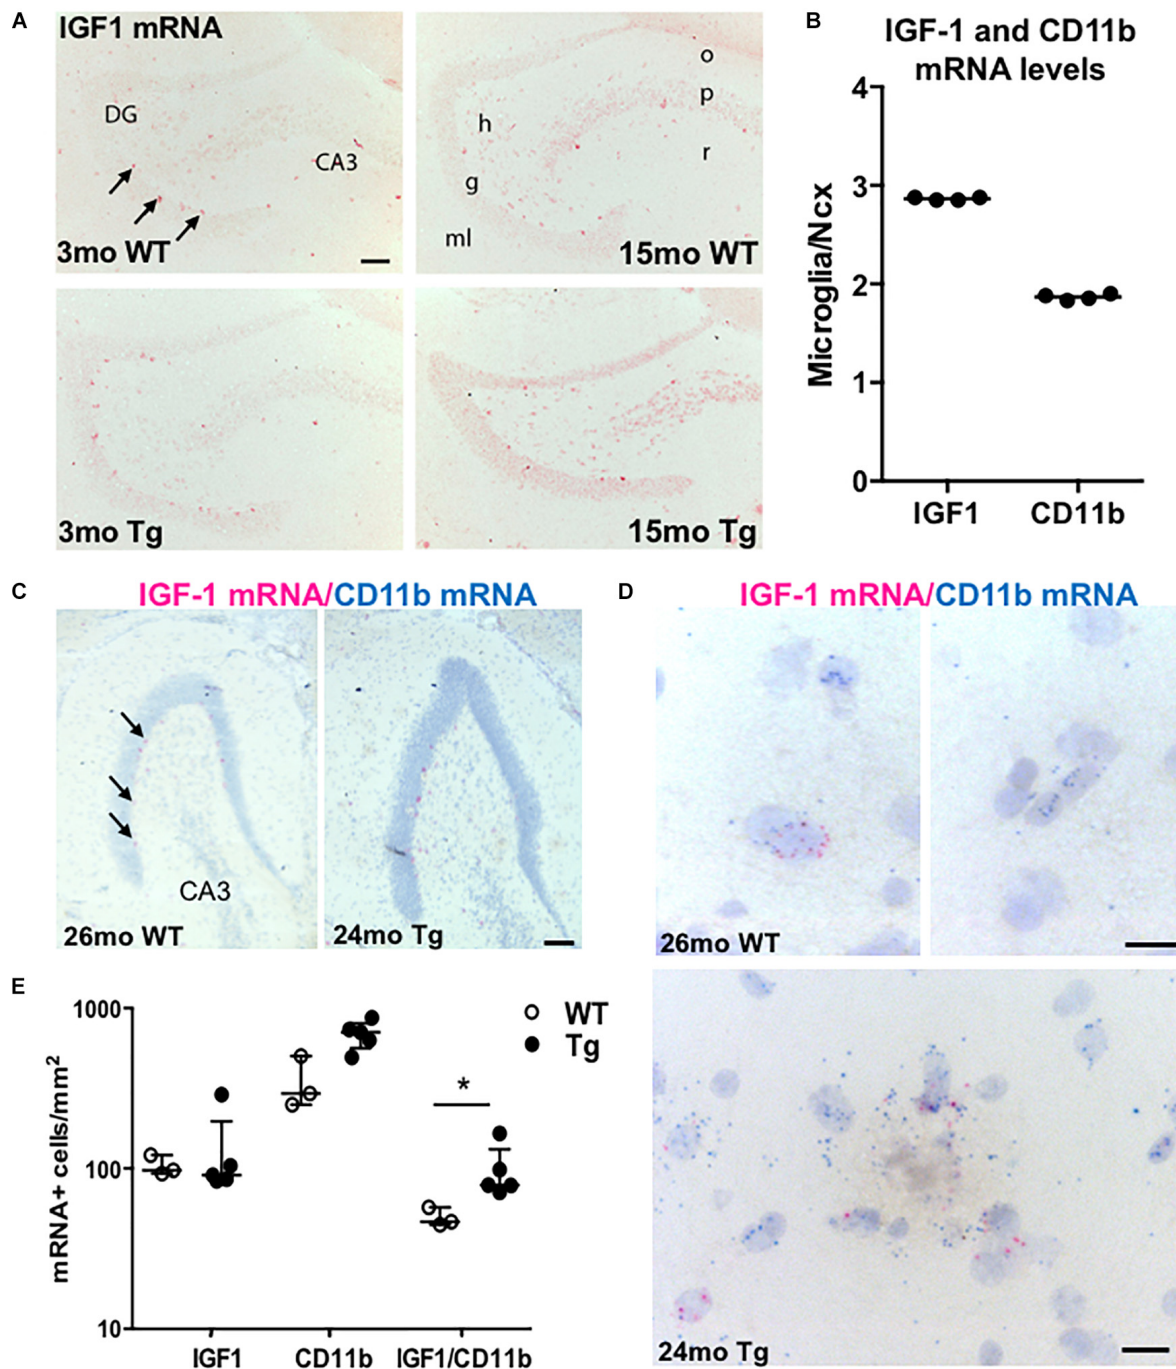 A
IGF1 mRNA
DG
CA3
3mo WT
o
p
h
r
g
ml
15mo WT
3mo Tg
15mo Tg
B
IGF-1 and CD11b
mRNA levels
Microglia/Ncx
4
3
2
1
0
IGF1
CD11b
C
IGF-1 mRNA/CD11b mRNA
CA3
26mo WT
24mo Tg
D
IGF-1 mRNA/CD11b mRNA
26mo WT
24mo Tg
E
mRNA+ cells/mm²
1000
100
10
WT
Tg
*
IGF1
CD11b
IGF1/CD11b